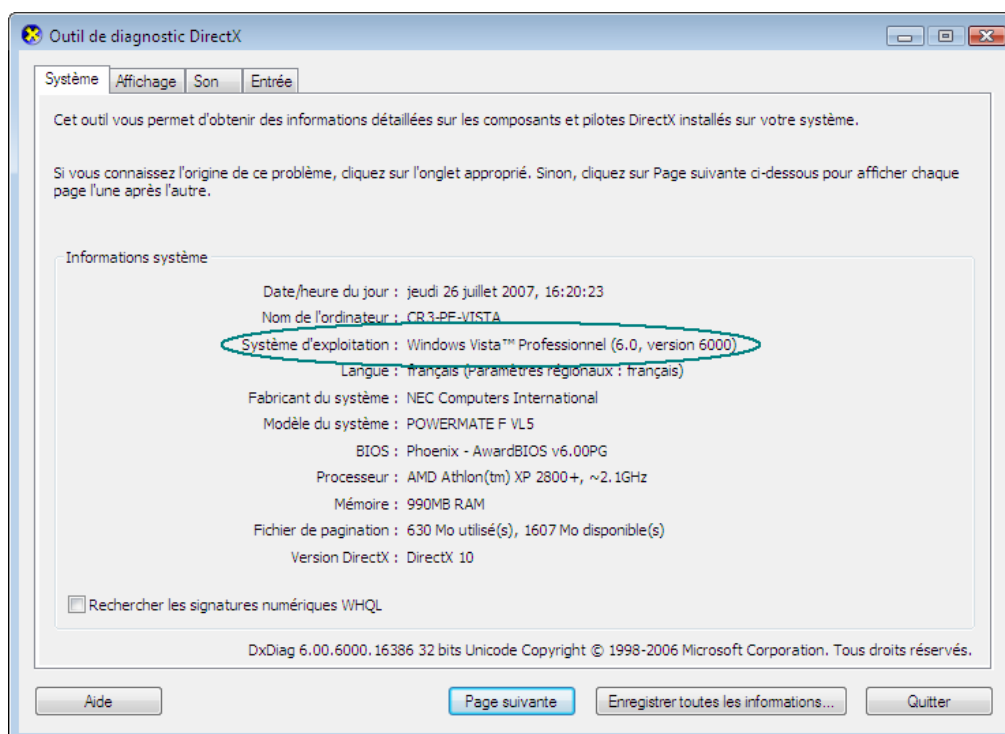 Outil de diagnostic DirectX
Système Affichage Son Entrée
Cet outil vous permet d'obtenir des informations détaillées sur les composants et pilotes DirectX installés sur votre système.
Si vous connaissez l'origine de ce problème, cliquez sur l'onglet approprié. Sinon, cliquez sur Page suivante ci-dessous pour afficher chaque
page l'une après l'autre.
Informations système
Date/heure du jour : jeudi 26 juillet 2007, 16:20:23
Nom de l'ordinateur : CR3-PE-VISTA
Système d'exploitation : Windows Vista™ Professionnel (6.0, version 6000)
Langue : français (Paramètres régionaux : français)
Fabricant du système : NEC Computers International
Modèle du système : POWERMATE F VL5
BIOS : Phoenix - AwardBIOS v6.00PG
Processeur : AMD Athlon(tm) XP 2800+, ~2.1GHz
Mémoire : 990MB RAM
Fichier de pagination : 630 Mo utilisé(s), 1607 Mo disponible(s)
Version DirectX : DirectX 10
Rechercher les signatures numériques WHQL
DxDiag 6.00.6000.16386 32 bits Unicode Copyright © 1998-2006 Microsoft Corporation. Tous droits réservés.
Aide Page suivante Enregistrer toutes les informations... Quitter